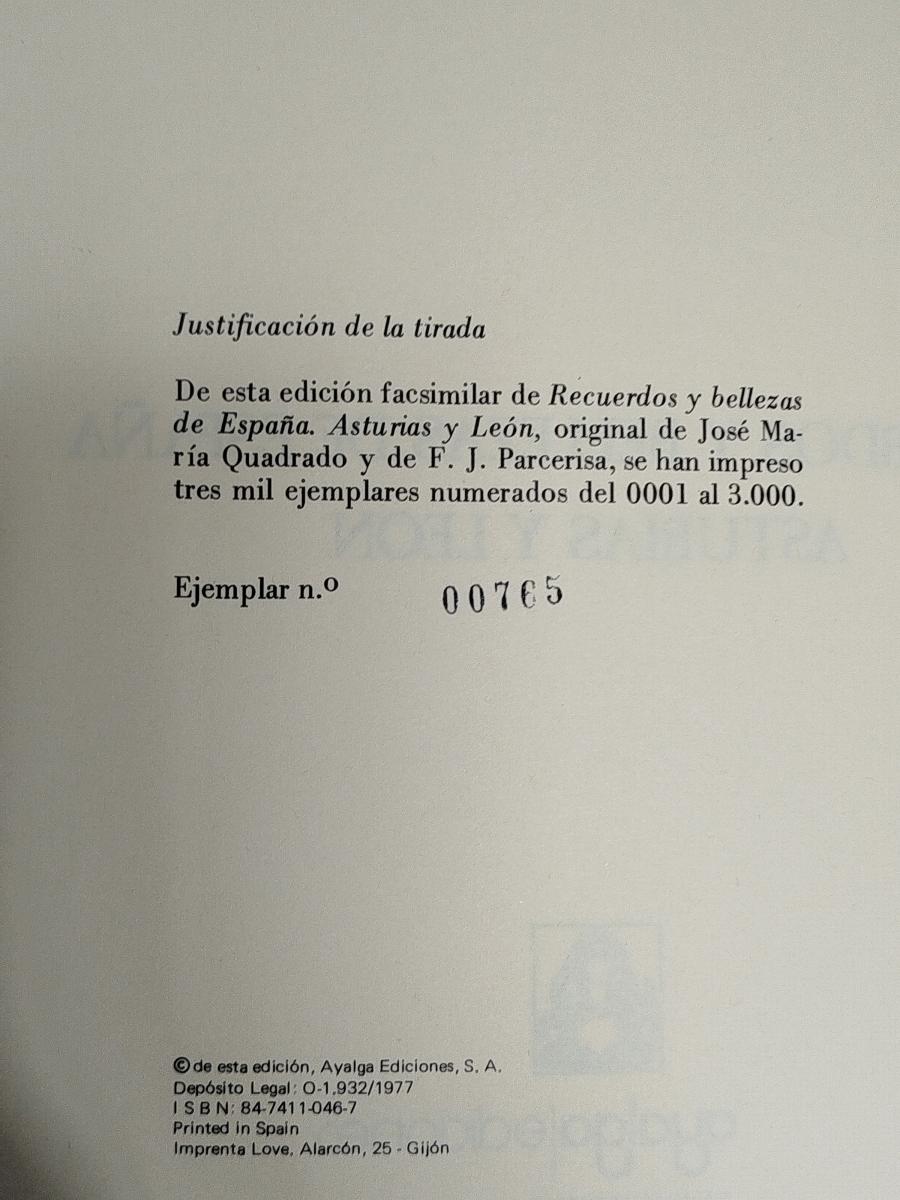 Justificación de la tirada
De esta edición facsimilar de Recuerdos y bellezas
de España. Asturias y León, original de José Ma-
ría Quadrado y de F. J. Parcerisa, se han impreso
tres mil ejemplares numerados del 0001 al 3.000.
Ejemplar n.º 00765
© de esta edición, Ayalga Ediciones, S. A.
Depósito Legal: O-1.932/1977
I S B N: 84-7411-046-7
Printed in Spain
Imprenta Love, Alarcón, 25 - Gijón
ASTURIAS Y LEON